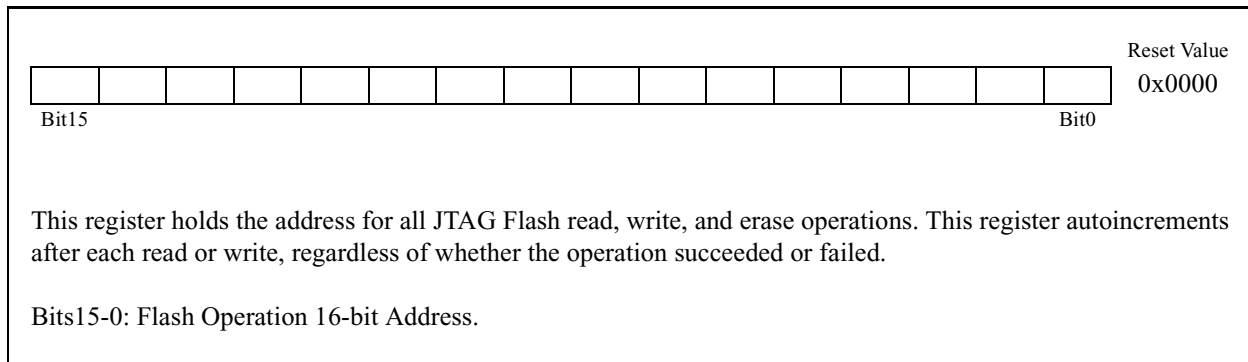 Reset Value
0x0000
Bit15 Bit0
This register holds the address for all JTAG Flash read, write, and erase operations. This register autoincrements
after each read or write, regardless of whether the operation succeeded or failed.
Bits15-0: Flash Operation 16-bit Address.